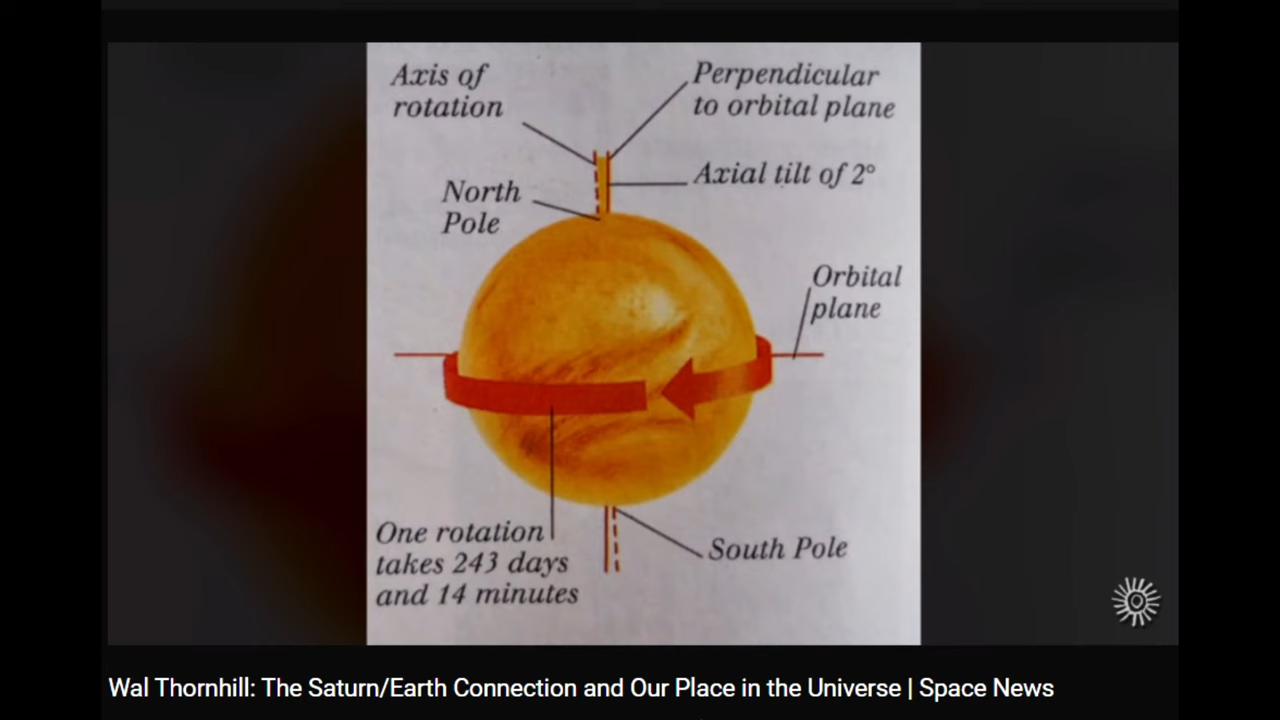 Axis of
rotation
Perpendicular
to orbital plane
Axial tilt of 2°
North
Pole
Orbital
plane
One rotation
takes 243 days
and 14 minutes
South Pole
Wal Thornhill: The Saturn/Earth Connection and Our Place in the Universe | Space News